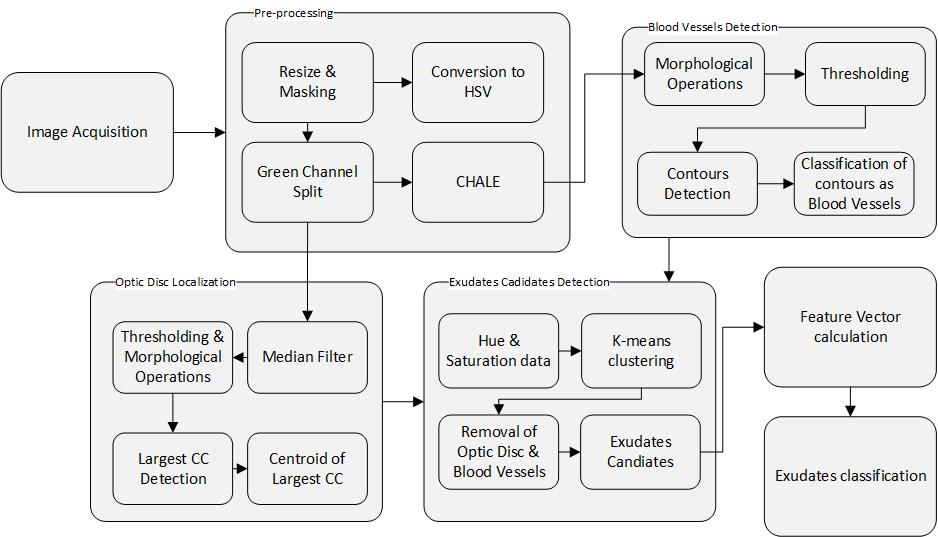 Pre-processing
Resize &
Masking
Conversion to
HSV
Image Acquisition
Green Channel
Split
CHALE
Blood Vessels Detection
Morphological
Operations
Thresholding
Contours
Detection
Classification of
contours as
Blood Vessels
Optic Disc Localization
Thresholding &
Morphological
Operations
Median Filter
Largest CC
Detection
Centroid of
Largest CC
Exudates Cadidates Detection
Hue &
Saturation data
K-means
clustering
Removal of
Optic Disc &
Blood Vessels
Exudates
Candiates
Feature Vector
calculation
Exudates classification